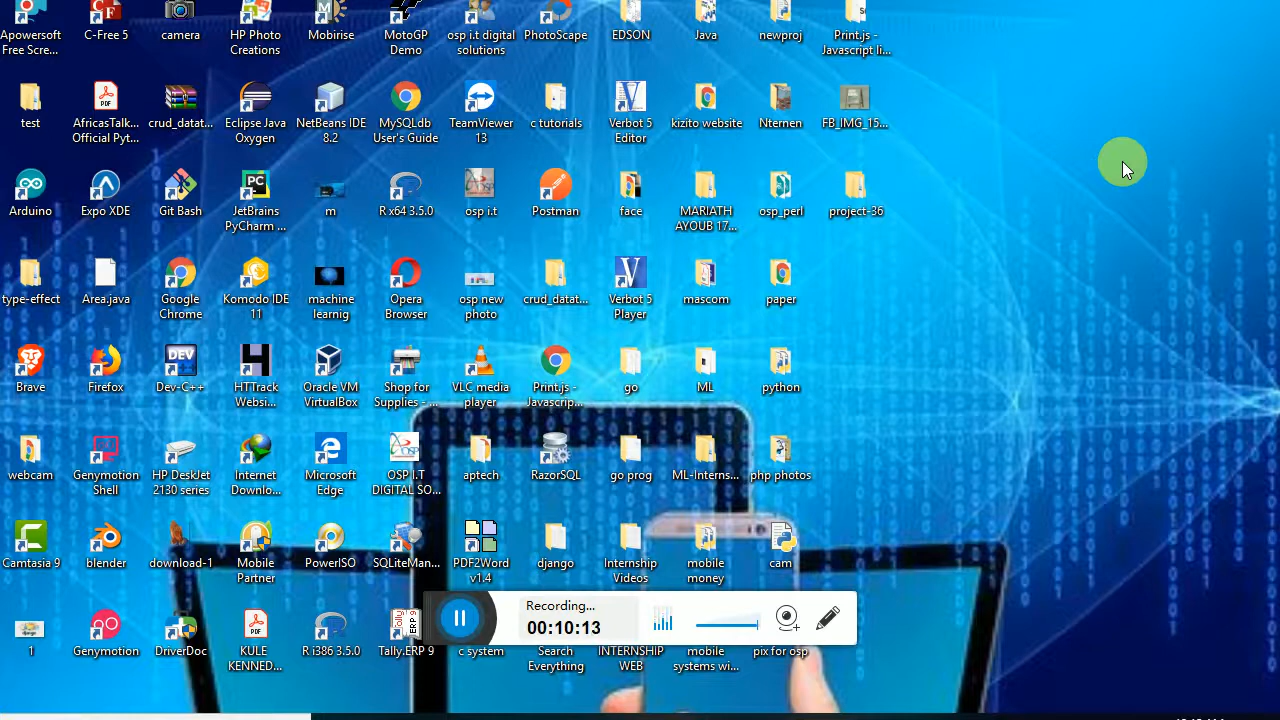 Apowersoft
Free Scre...
C-Free 5
camera
HP Photo
Creations
Mobirise
MotoGP
Demo
osp i.t digital
solutions
PhotoScape
EDSON
Java
newproj
Print.js -
Javascript li...
test
AfricasTalk...
Official Pyt...
crud_datat...
Eclipse Java
Oxygen
NetBeans IDE
8.2
MySQLdb
User's Guide
TeamViewer
13
c tutorials
Verbot 5
Editor
kizito website
Ntemen
FB_IMG_15...
Arduino
Expo XDE
Git Bash
JetBrains
PyCharm ...
m
R x64 3.5.0
osp i.t
Postman
face
MARIATH
AYOUB 17...
osp_perl
project-36
type-effect
Area.java
Google
Chrome
Komodo IDE
11
machine
learnig
Opera
Browser
osp new
photo
crud_datat...
Verbot 5
Player
mascom
paper
Brave
Firefox
Dev-C++
HTTrack
Websi...
Oracle VM
VirtualBox
Shop for
Supplies - ...
VLC media
player
Print.js -
Javascrip...
go
ML
python
webcam
Genymotion
Shell
HP DeskJet
2130 series
Internet
Downlo...
Microsoft
Edge
OSP I.T
DIGITAL SO...
aptech
RazorSQL
go prog
ML-Interns...
php photos
Camtasia 9
blender
download-1
Mobile
Partner
PowerISO
SQLiteMan...
PDF2Word
v1.4
django
Internship
Videos
mobile
money
cam
Recording...
00:10:13
1
Genymotion
DriverDoc
KULE
KENNED...
R i386 3.5.0
Tally.ERP 9
c system
Search
Everything
INTERNSHIP
WEB
mobile
systems wi...
pix for osp